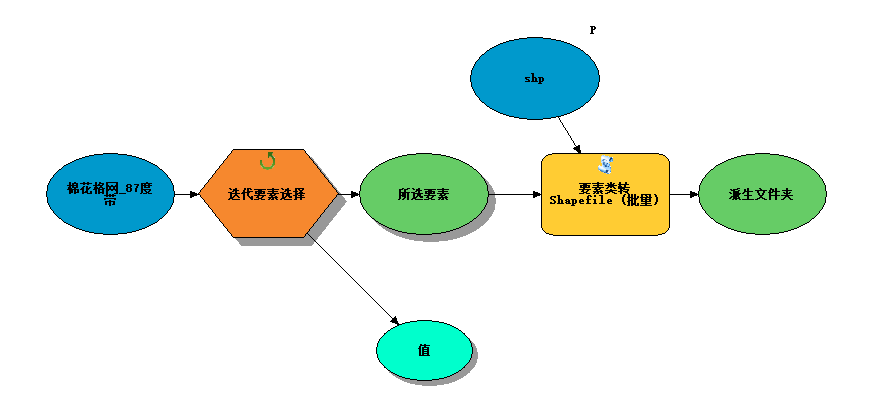 P
shp
棉花格网_87度
带
迭代要素选择
所选要素
要素类转
Shapefile (批量)
派生文件夹
值